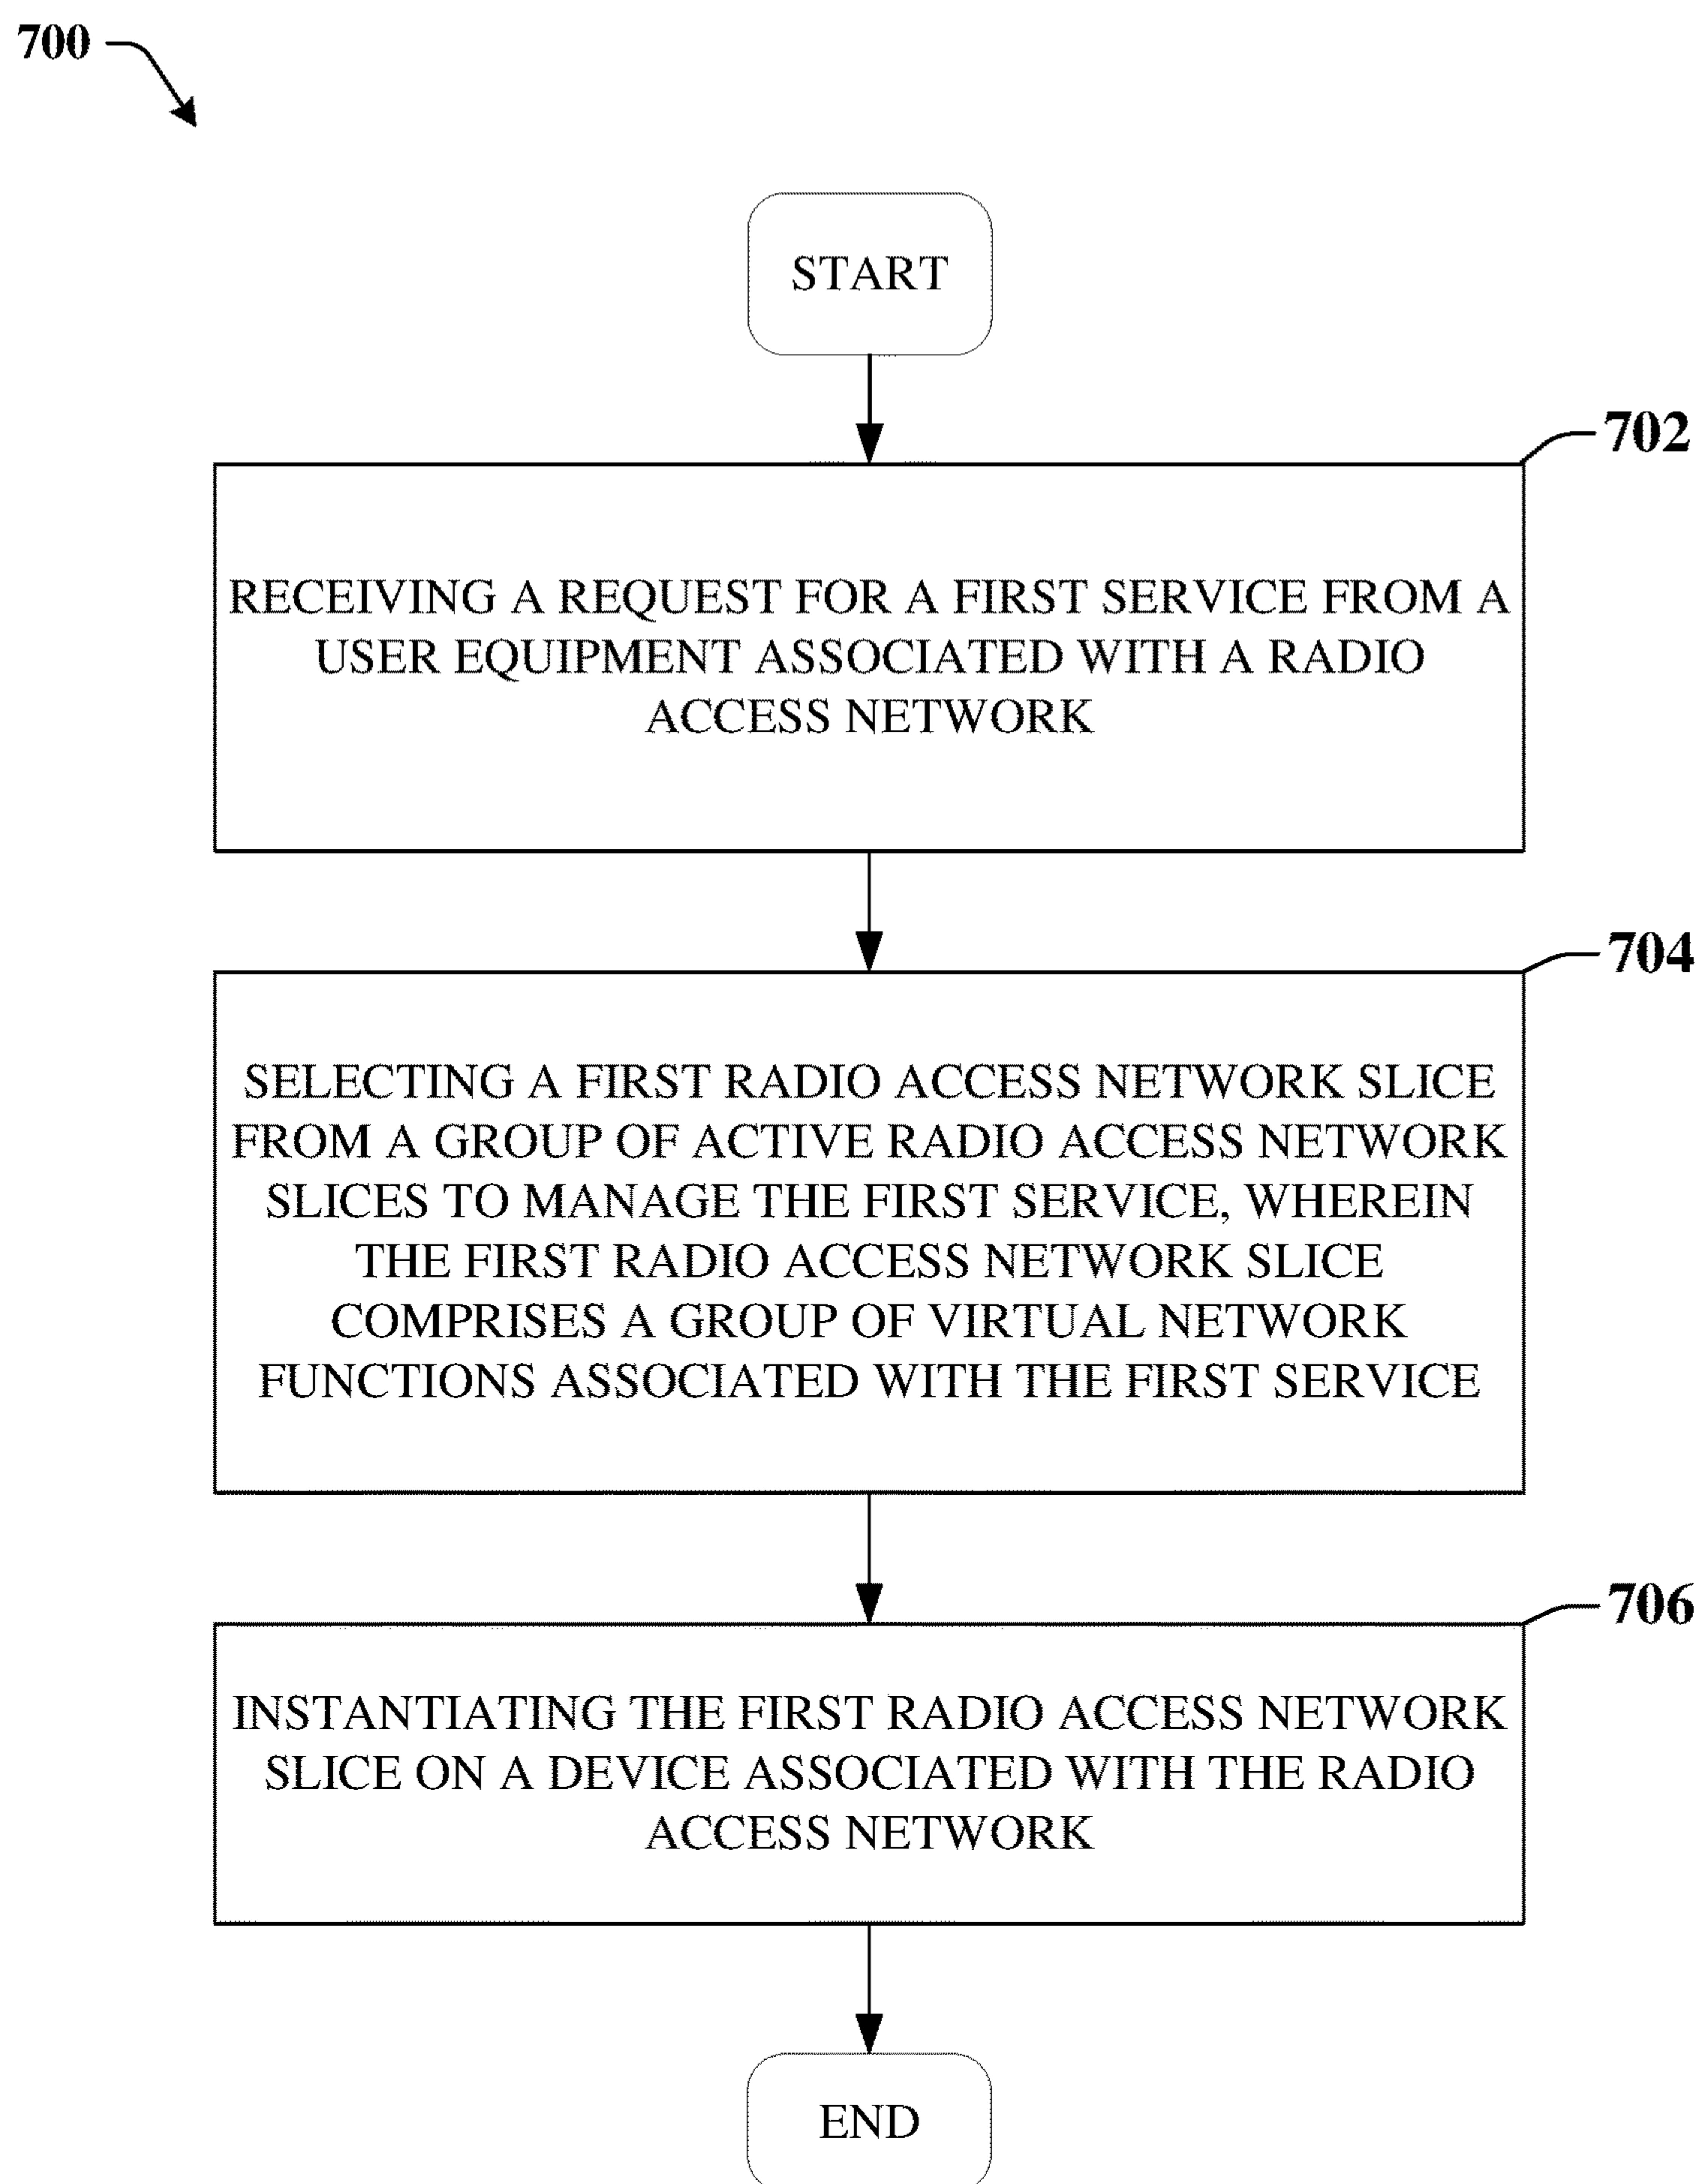 700
START
702
RECEIVING A REQUEST FOR A FIRST SERVICE FROM A
USER EQUIPMENT ASSOCIATED WITH A RADIO
ACCESS NETWORK
704
SELECTING A FIRST RADIO ACCESS NETWORK SLICE
FROM A GROUP OF ACTIVE RADIO ACCESS NETWORK
SLICES TO MANAGE THE FIRST SERVICE, WHEREIN
THE FIRST RADIO ACCESS NETWORK SLICE
COMPRISES A GROUP OF VIRTUAL NETWORK
FUNCTIONS ASSOCIATED WITH THE FIRST SERVICE
706
INSTANTIATING THE FIRST RADIO ACCESS NETWORK
SLICE ON A DEVICE ASSOCIATED WITH THE RADIO
ACCESS NETWORK
END